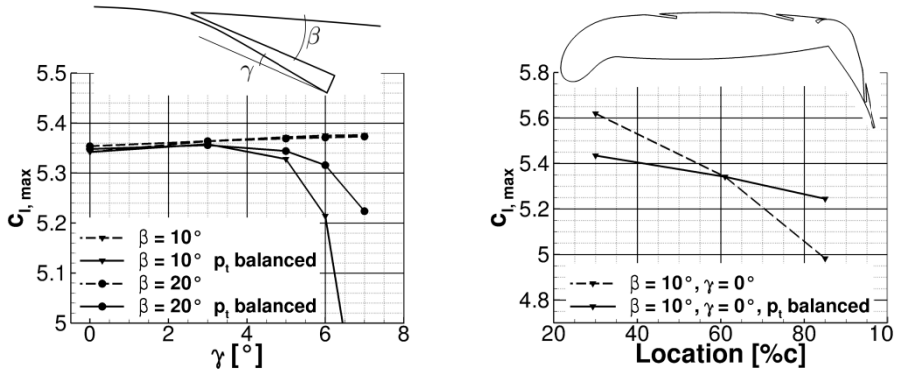 β
γ
5.5
5.4
5.3
5.2
5.1
5
c_l, max
β = 10°
β = 10° p_t balanced
β = 20°
β = 20° p_t balanced
0 2 4 6 8
γ [°]
5.8
5.6
5.4
5.2
5
4.8
c_l, max
β = 10°, γ = 0°
β = 10°, γ = 0°, p_t balanced
20 40 60 80 100
Location [%c]